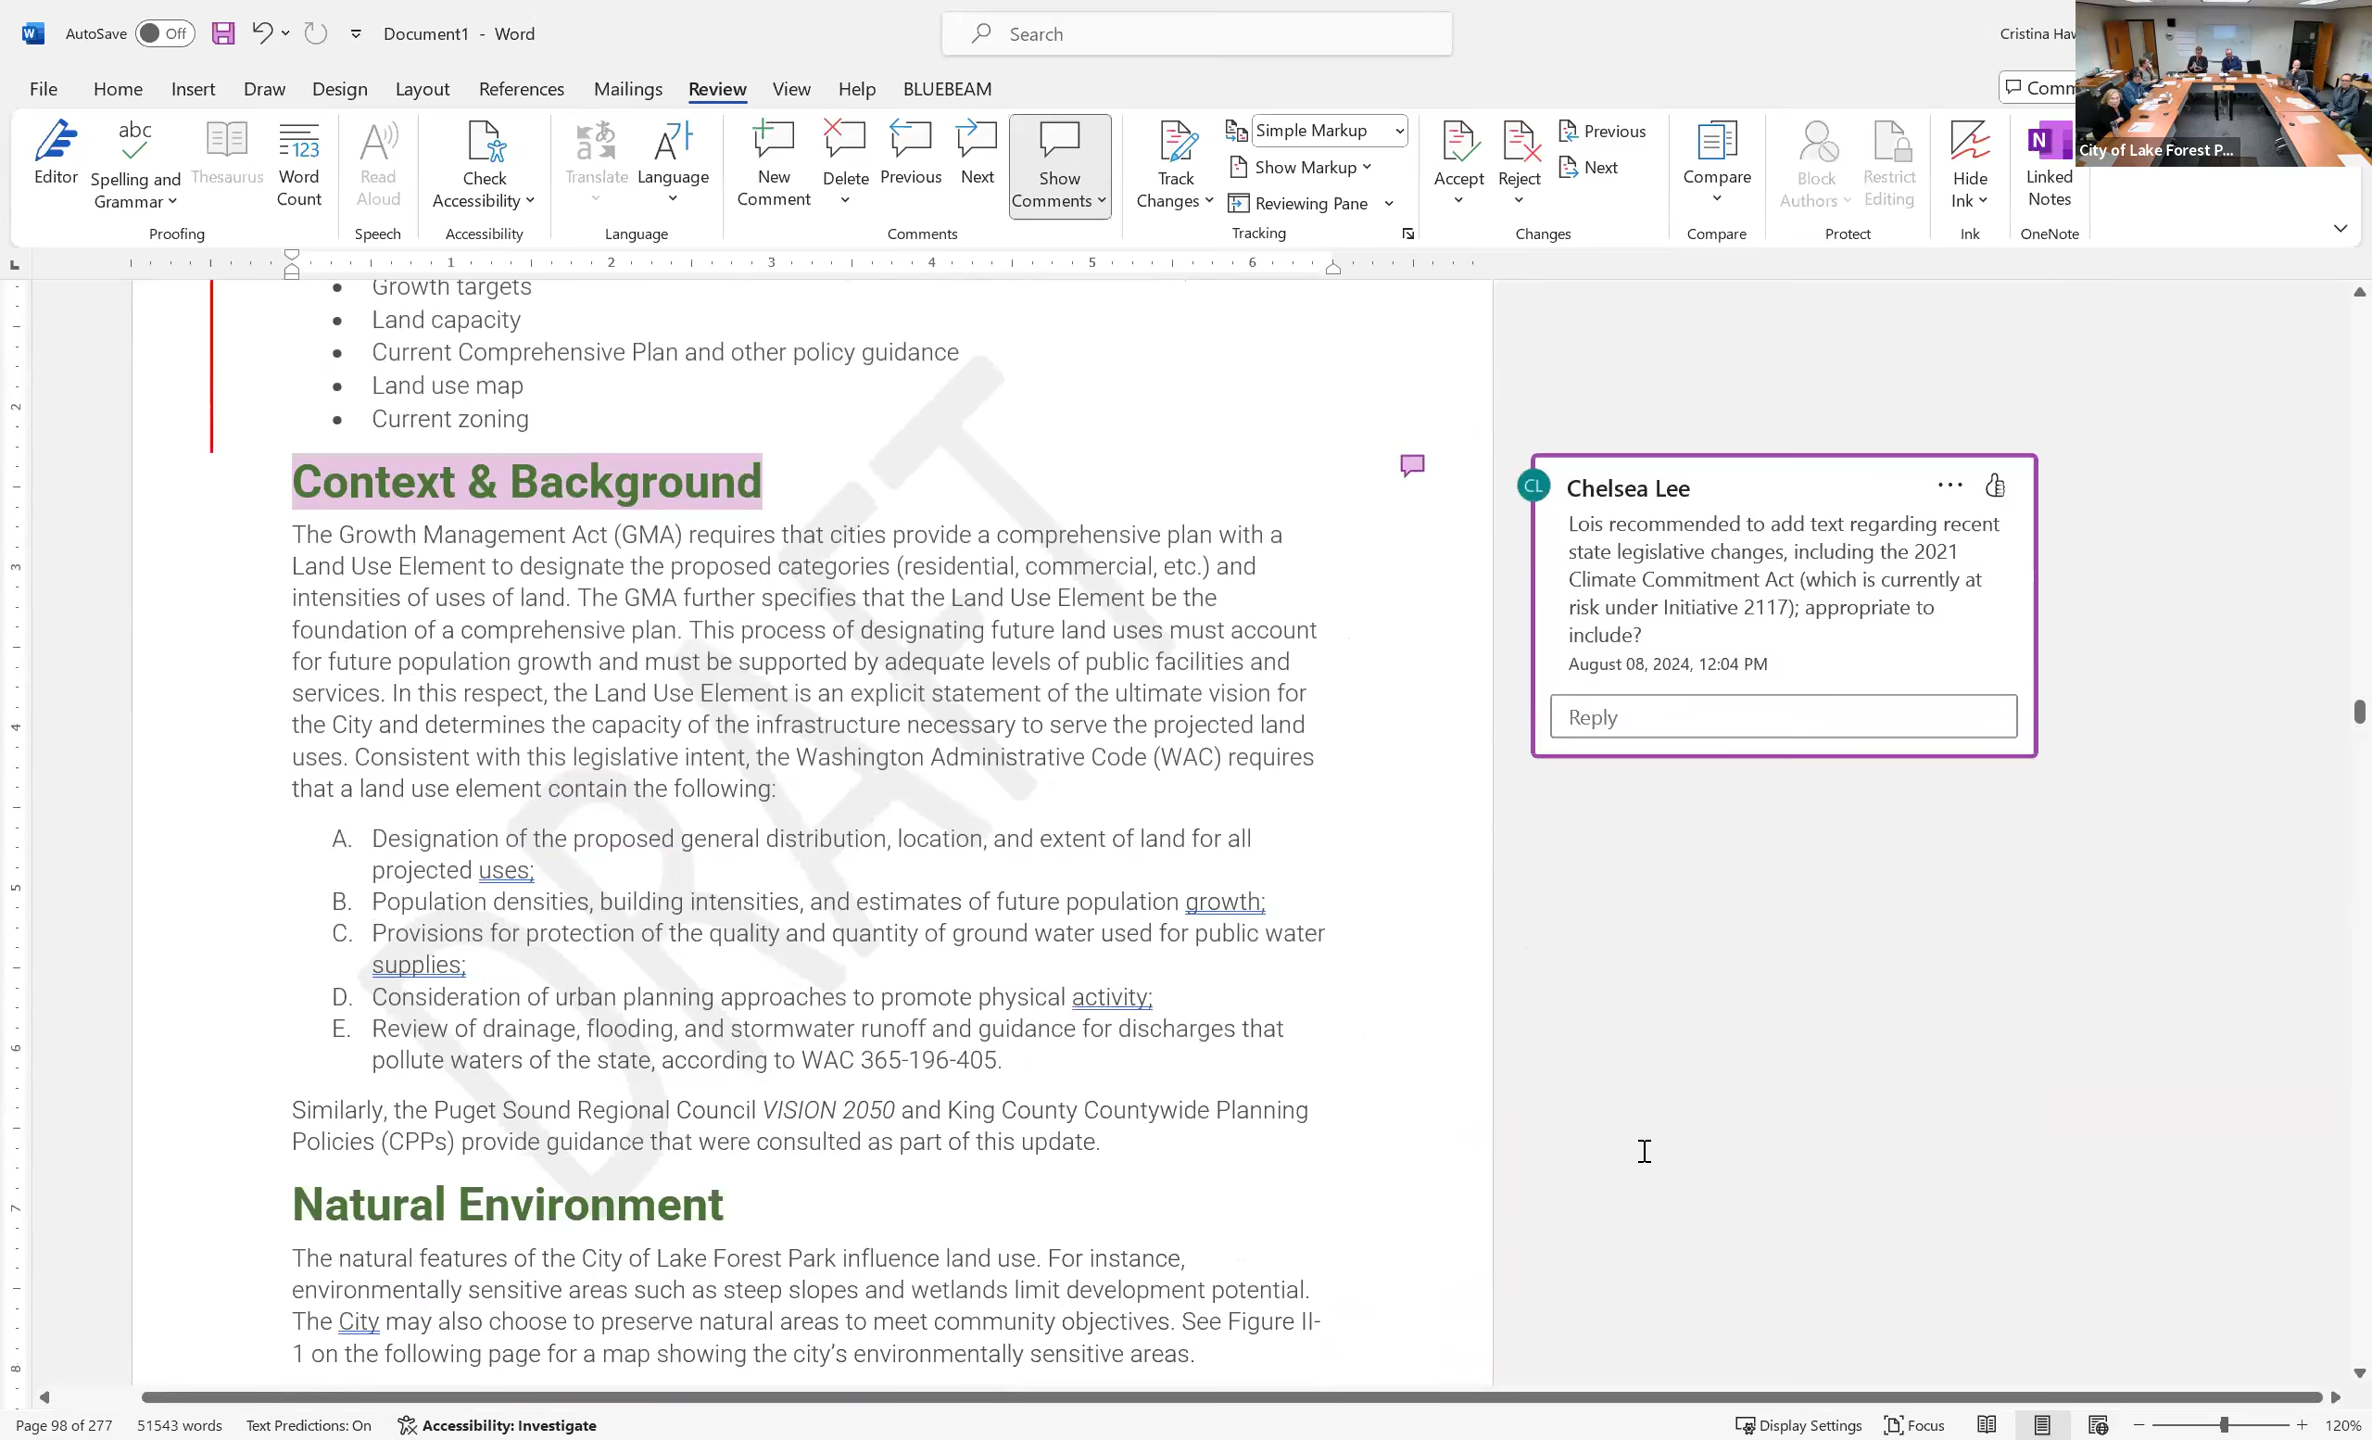 AutoSave Off Document1 - Word Search Cristina Haw
File Home Insert Draw Design Layout References Mailings Review View Help BLUEBEAM Comm
Editor Spelling and Grammar Thesaurus Word Count Read Aloud Check Accessibility Translate Language New Comment Delete Previous Next Show Comments Track Changes Simple Markup Show Markup Reviewing Pane Accept Reject Previous Next Compare Block Authors Restrict Editing Hide Ink Linked Notes
Proofing Speech Accessibility Language Comments Tracking Changes Compare Protect Ink OneNote
City of Lake Forest P...
1 2 3 4 5 6
Growth targets
Land capacity
Current Comprehensive Plan and other policy guidance
Land use map
Current zoning
Context & Background
The Growth Management Act (GMA) requires that cities provide a comprehensive plan with a
Land Use Element to designate the proposed categories (residential, commercial, etc.) and
intensities of uses of land. The GMA further specifies that the Land Use Element be the
foundation of a comprehensive plan. This process of designating future land uses must account
for future population growth and must be supported by adequate levels of public facilities and
services. In this respect, the Land Use Element is an explicit statement of the ultimate vision for
the City and determines the capacity of the infrastructure necessary to serve the projected land
uses. Consistent with this legislative intent, the Washington Administrative Code (WAC) requires
that a land use element contain the following:
A. Designation of the proposed general distribution, location, and extent of land for all
projected uses;
B. Population densities, building intensities, and estimates of future population growth;
C. Provisions for protection of the quality and quantity of ground water used for public water
supplies;
D. Consideration of urban planning approaches to promote physical activity;
E. Review of drainage, flooding, and stormwater runoff and guidance for discharges that
pollute waters of the state, according to WAC 365-196-405.
Similarly, the Puget Sound Regional Council VISION 2050 and King County Countywide Planning
Policies (CPPs) provide guidance that were consulted as part of this update.
Natural Environment
The natural features of the City of Lake Forest Park influence land use. For instance,
environmentally sensitive areas such as steep slopes and wetlands limit development potential.
The City may also choose to preserve natural areas to meet community objectives. See Figure II-
1 on the following page for a map showing the city's environmentally sensitive areas.
DRAFT
CL Chelsea Lee
Lois recommended to add text regarding recent
state legislative changes, including the 2021
Climate Commitment Act (which is currently at
risk under Initiative 2117); appropriate to
include?
August 08, 2024, 12:04 PM
Reply
2
3
4
5
6
7
8
Page 98 of 277 51543 words Text Predictions: On Accessibility: Investigate Display Settings Focus 120%